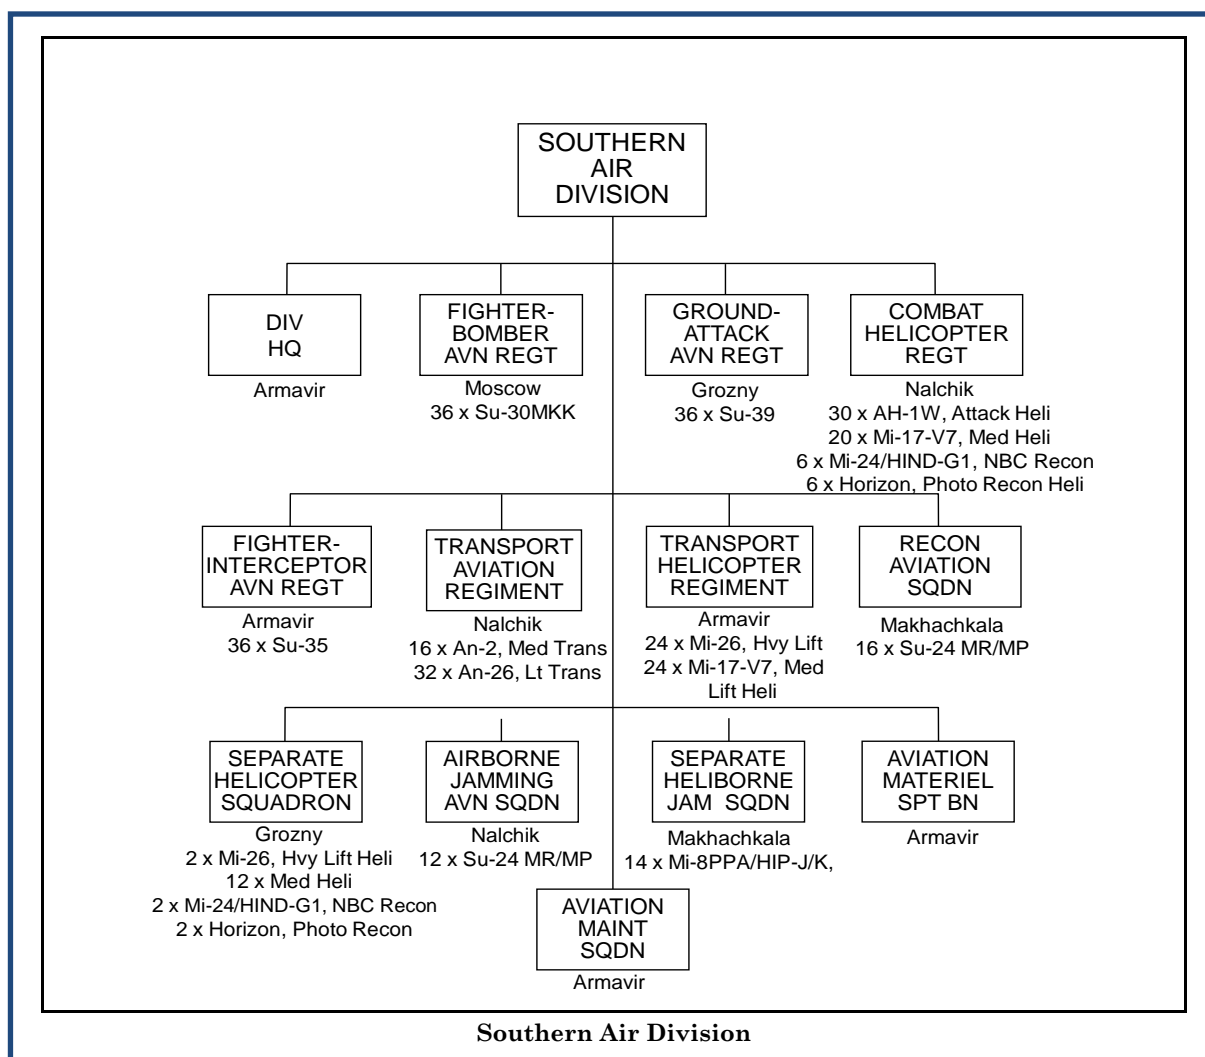 SOUTHERN
AIR
DIVISION
DIV
HQ
Armavir
FIGHTER-
BOMBER
AVN REGT
Moscow
36 x Su-30MKK
GROUND-
ATTACK
AVN REGT
Grozny
36 x Su-39
COMBAT
HELICOPTER
REGT
Nalchik
30 x AH-1W, Attack Heli
20 x Mi-17-V7, Med Heli
6 x Mi-24/HIND-G1, NBC Recon
6 x Horizon, Photo Recon Heli
FIGHTER-
INTERCEPTOR
AVN REGT
Armavir
36 x Su-35
TRANSPORT
AVIATION
REGIMENT
Nalchik
16 x An-2, Med Trans
32 x An-26, Lt Trans
TRANSPORT
HELICOPTER
REGIMENT
Armavir
24 x Mi-26, Hvy Lift
24 x Mi-17-V7, Med
Lift Heli
RECON
AVIATION
SQDN
Makhachkala
16 x Su-24 MR/MP
SEPARATE
HELICOPTER
SQUADRON
Grozny
2 x Mi-26, Hvy Lift Heli
12 x Med Heli
2 x Mi-24/HIND-G1, NBC Recon
2 x Horizon, Photo Recon
AIRBORNE
JAMMING
AVN SQDN
Nalchik
12 x Su-24 MR/MP
SEPARATE
HELIBORNE
JAM SQDN
Makhachkala
14 x Mi-8PPA/HIP-J/K,
AVIATION
MATERIEL
SPT BN
Armavir
AVIATION
MAINT
SQDN
Armavir
Southern Air Division